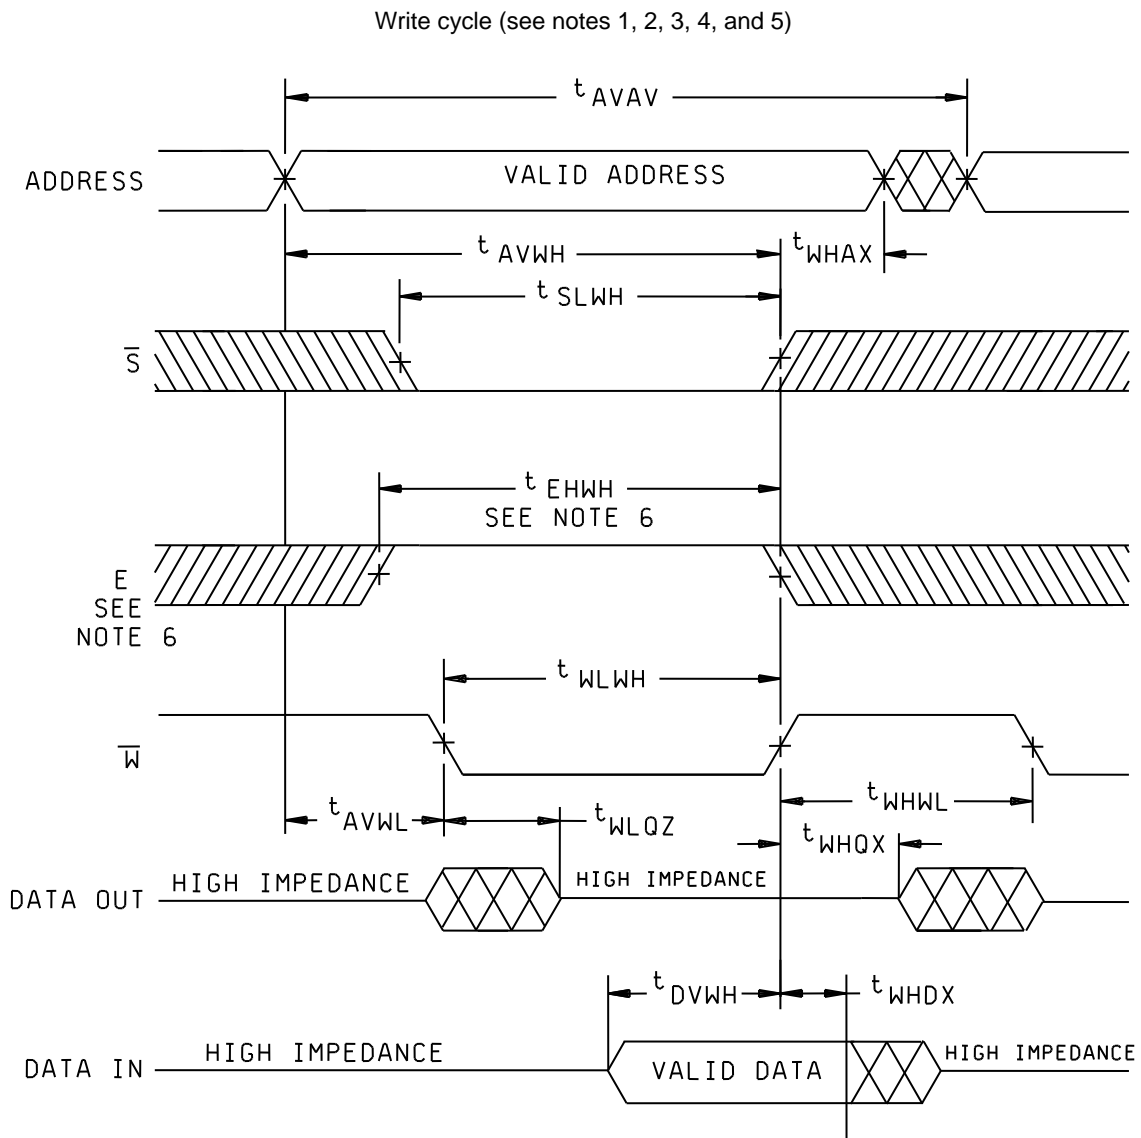 Write cycle (see notes 1, 2, 3, 4, and 5)
t AVAV
ADDRESS
VALID ADDRESS
t AVWH
t WHAX
t SLWH
S̅
t EHWH
SEE NOTE 6
E
SEE
NOTE 6
t WLWH
W̅
t AVWL
t WLQZ
t WHWL
t WHQX
DATA OUT
HIGH IMPEDANCE
HIGH IMPEDANCE
t DVWH
t WHDX
DATA IN
HIGH IMPEDANCE
VALID DATA
HIGH IMPEDANCE